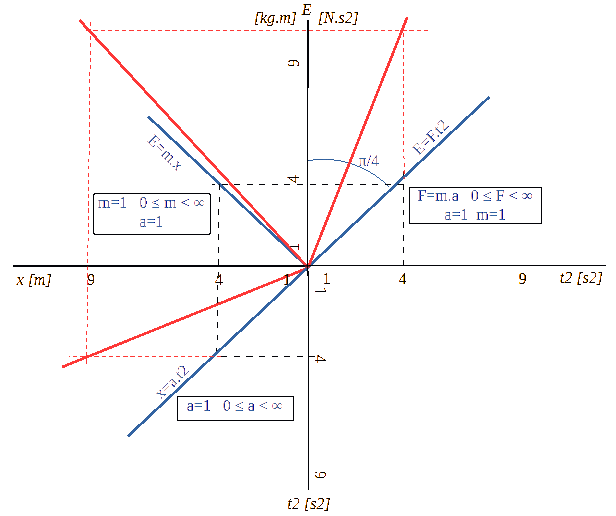 E
[kg.m] [N.s2]
9
E=m.x
E=F.t2
π/4
4
m=1 0 ≤ m < ∞
a=1
F=m.a 0 ≤ F < ∞
a=1 m=1
1
x [m] 9 4 1 1 4 9 t2 [s2]
1
4
x=a.t2
a=1 0 ≤ a < ∞
9
t2 [s2]